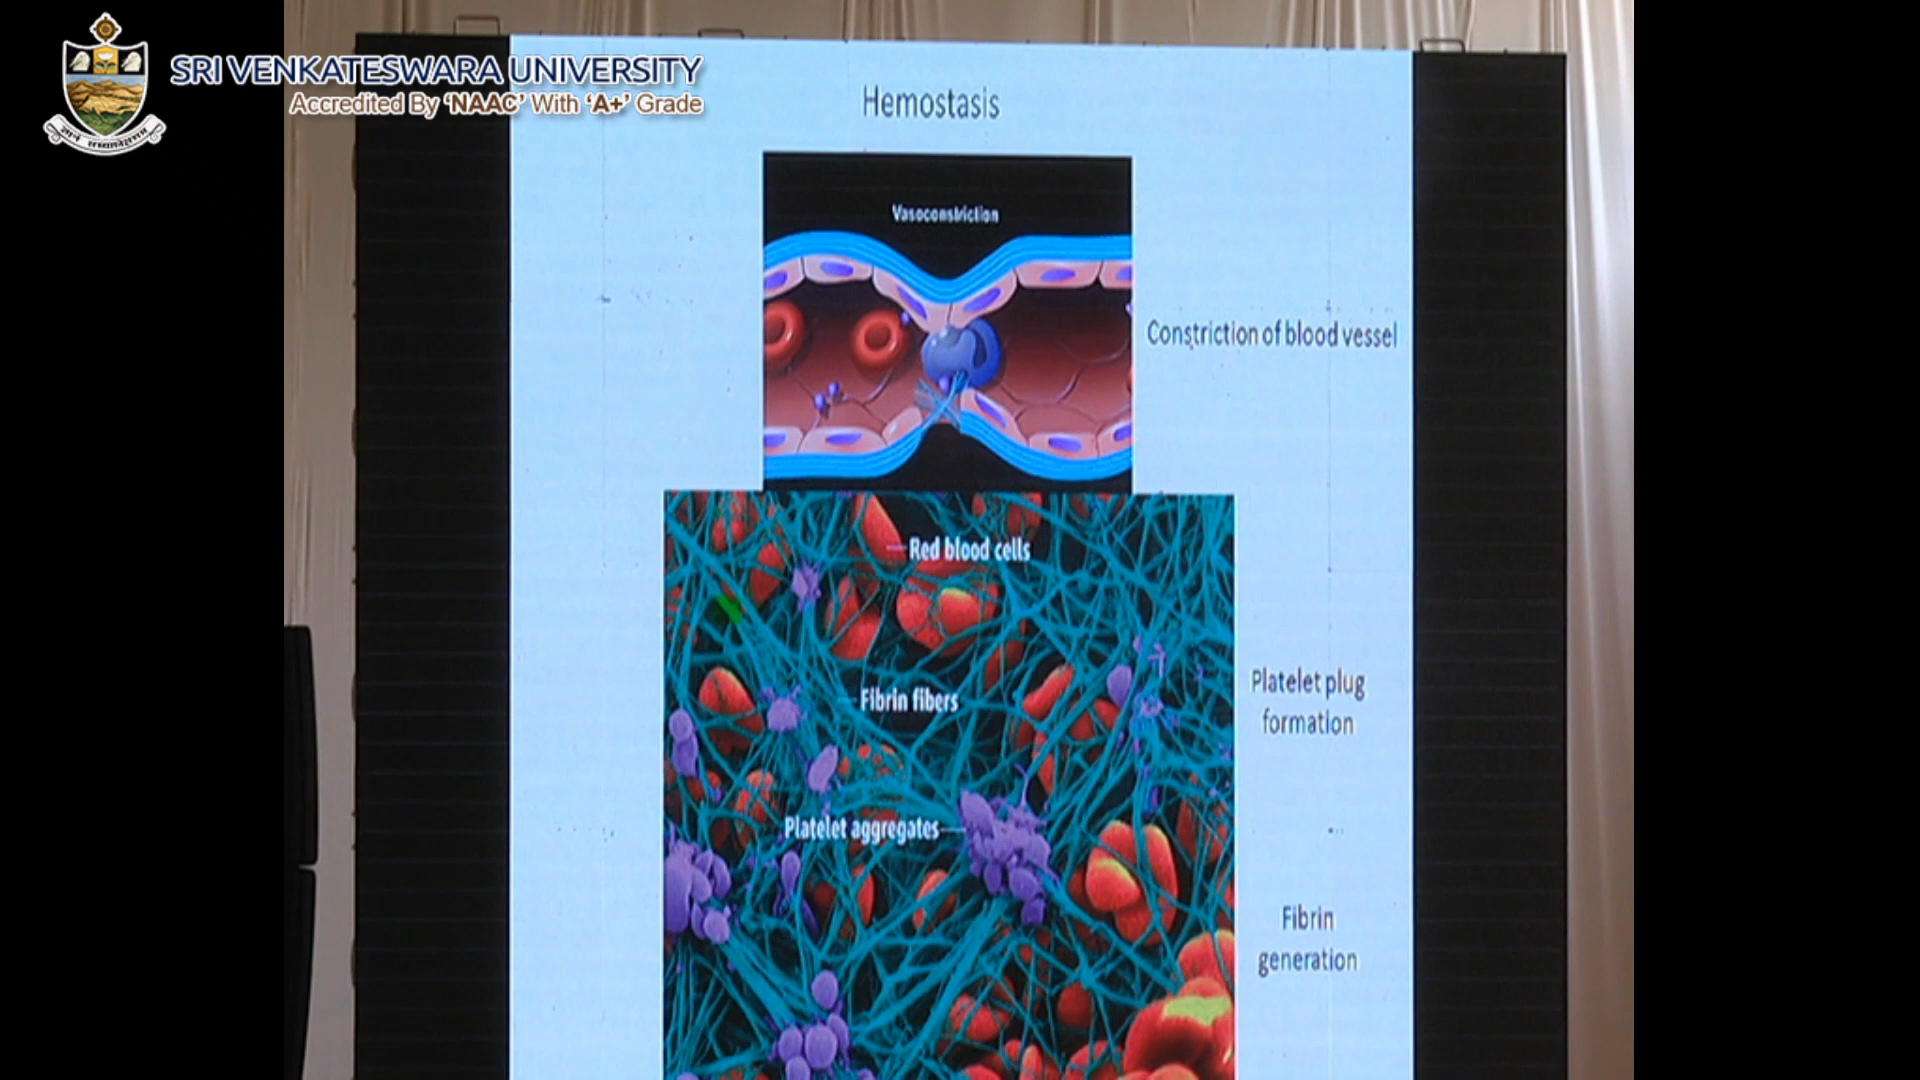 SRI VENKATESWARA UNIVERSITY
Accredited By ‘NAAC’ With ‘A+’ Grade
Hemostasis
Vasoconstriction
Constriction of blood vessel
Red blood cells
Fibrin fibers
Platelet plug
formation
Platelet aggregates
Fibrin
generation